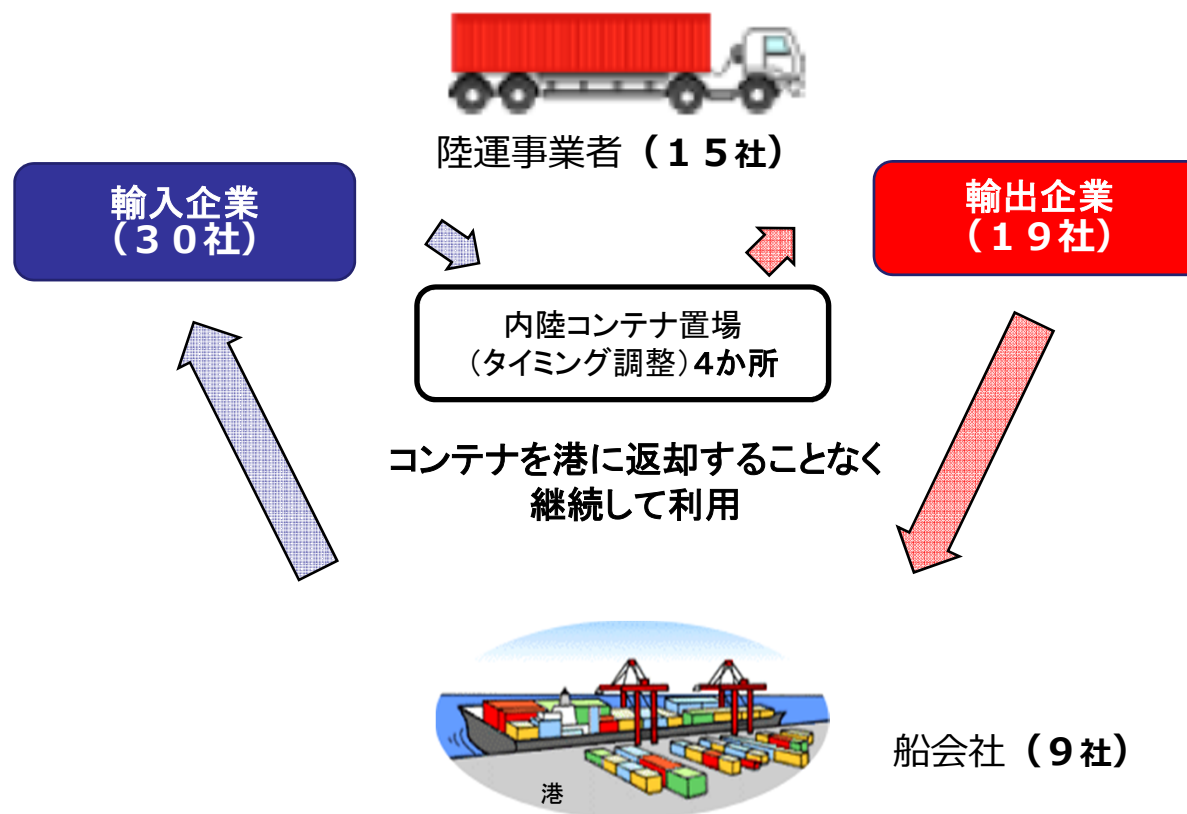 陸運事業者（１５社）
輸入企業
（３０社）
輸出企業
（１９社）
内陸コンテナ置場
（タイミング調整）４か所
コンテナを港に返却することなく
継続して利用
船会社（９社）
港